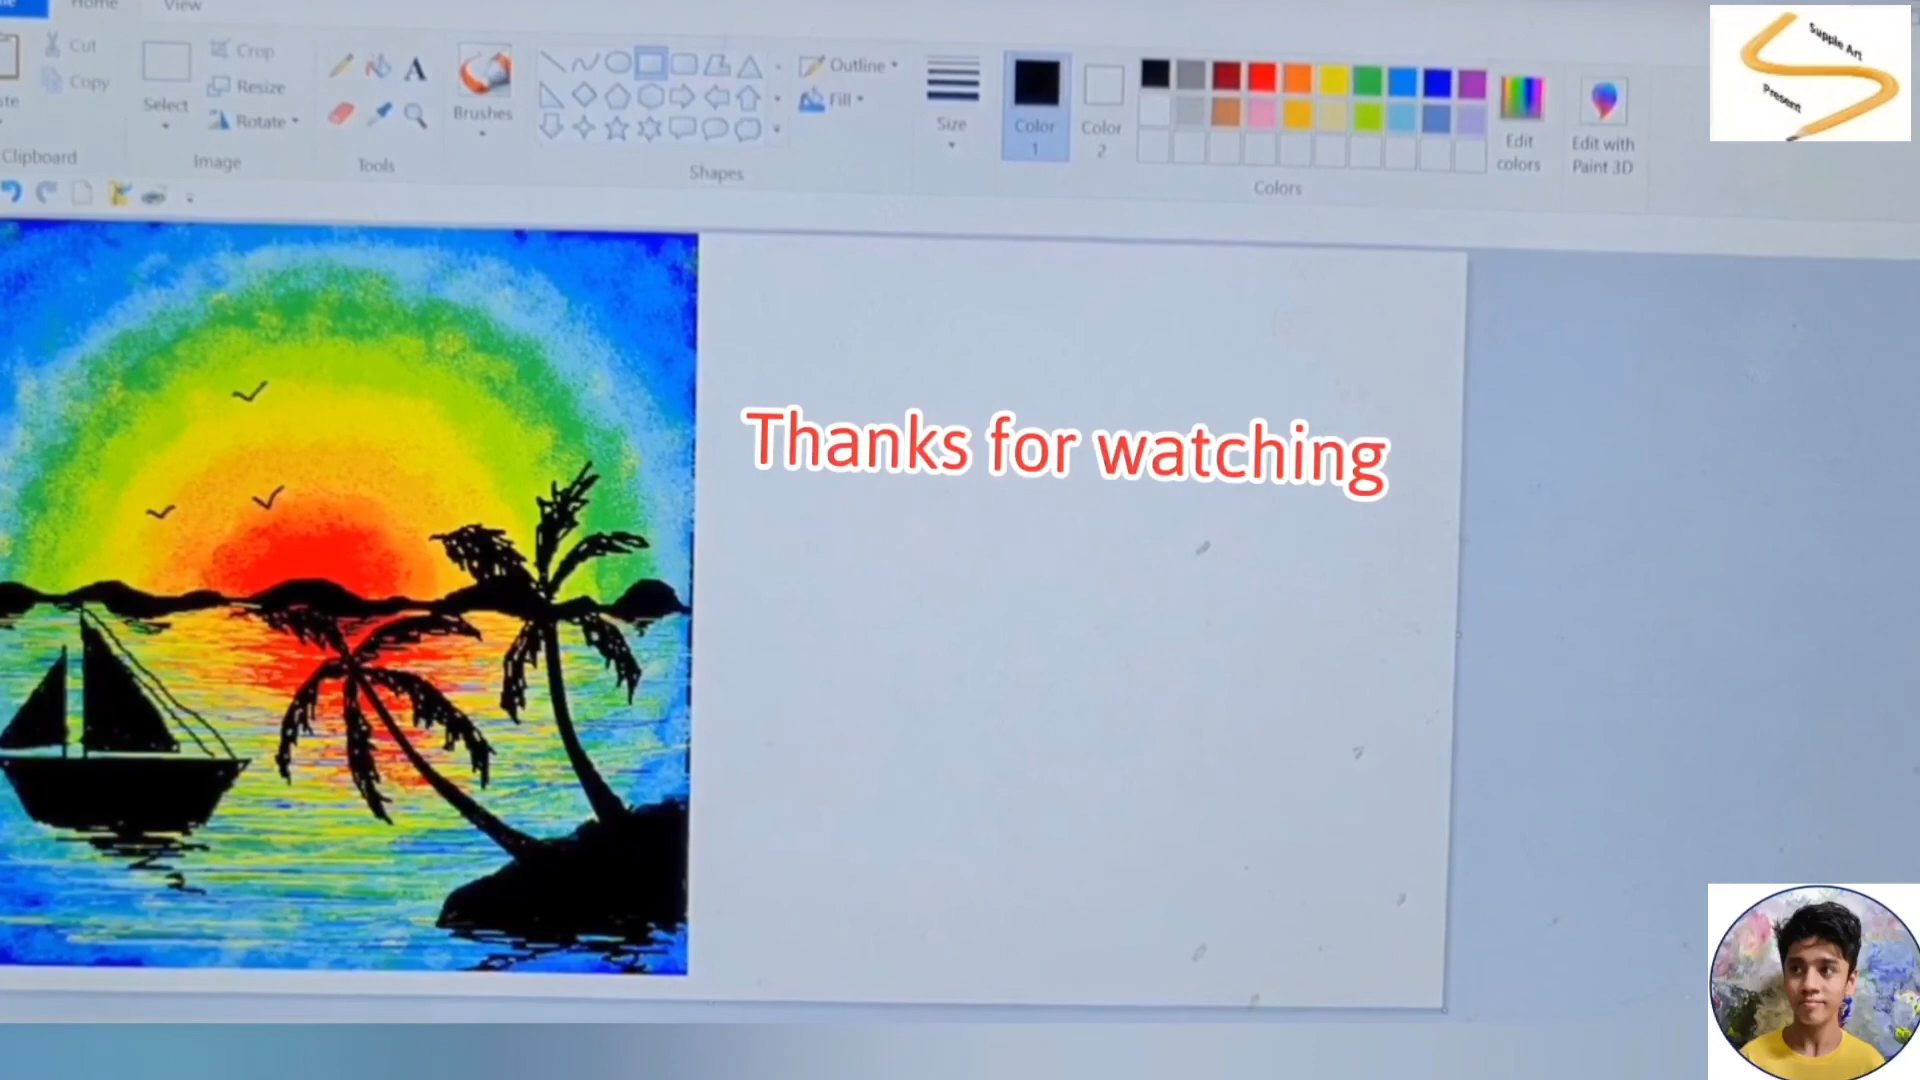 Home
View
Cut
Copy
Clipboard
Select
Crop
Resize
Rotate
Image
Tools
A
Brushes
Shapes
Outline
Fill
Size
Color
1
Color
2
Colors
Edit
colors
Edit with
Paint 3D
Supple Art
Present
Thanks for watching